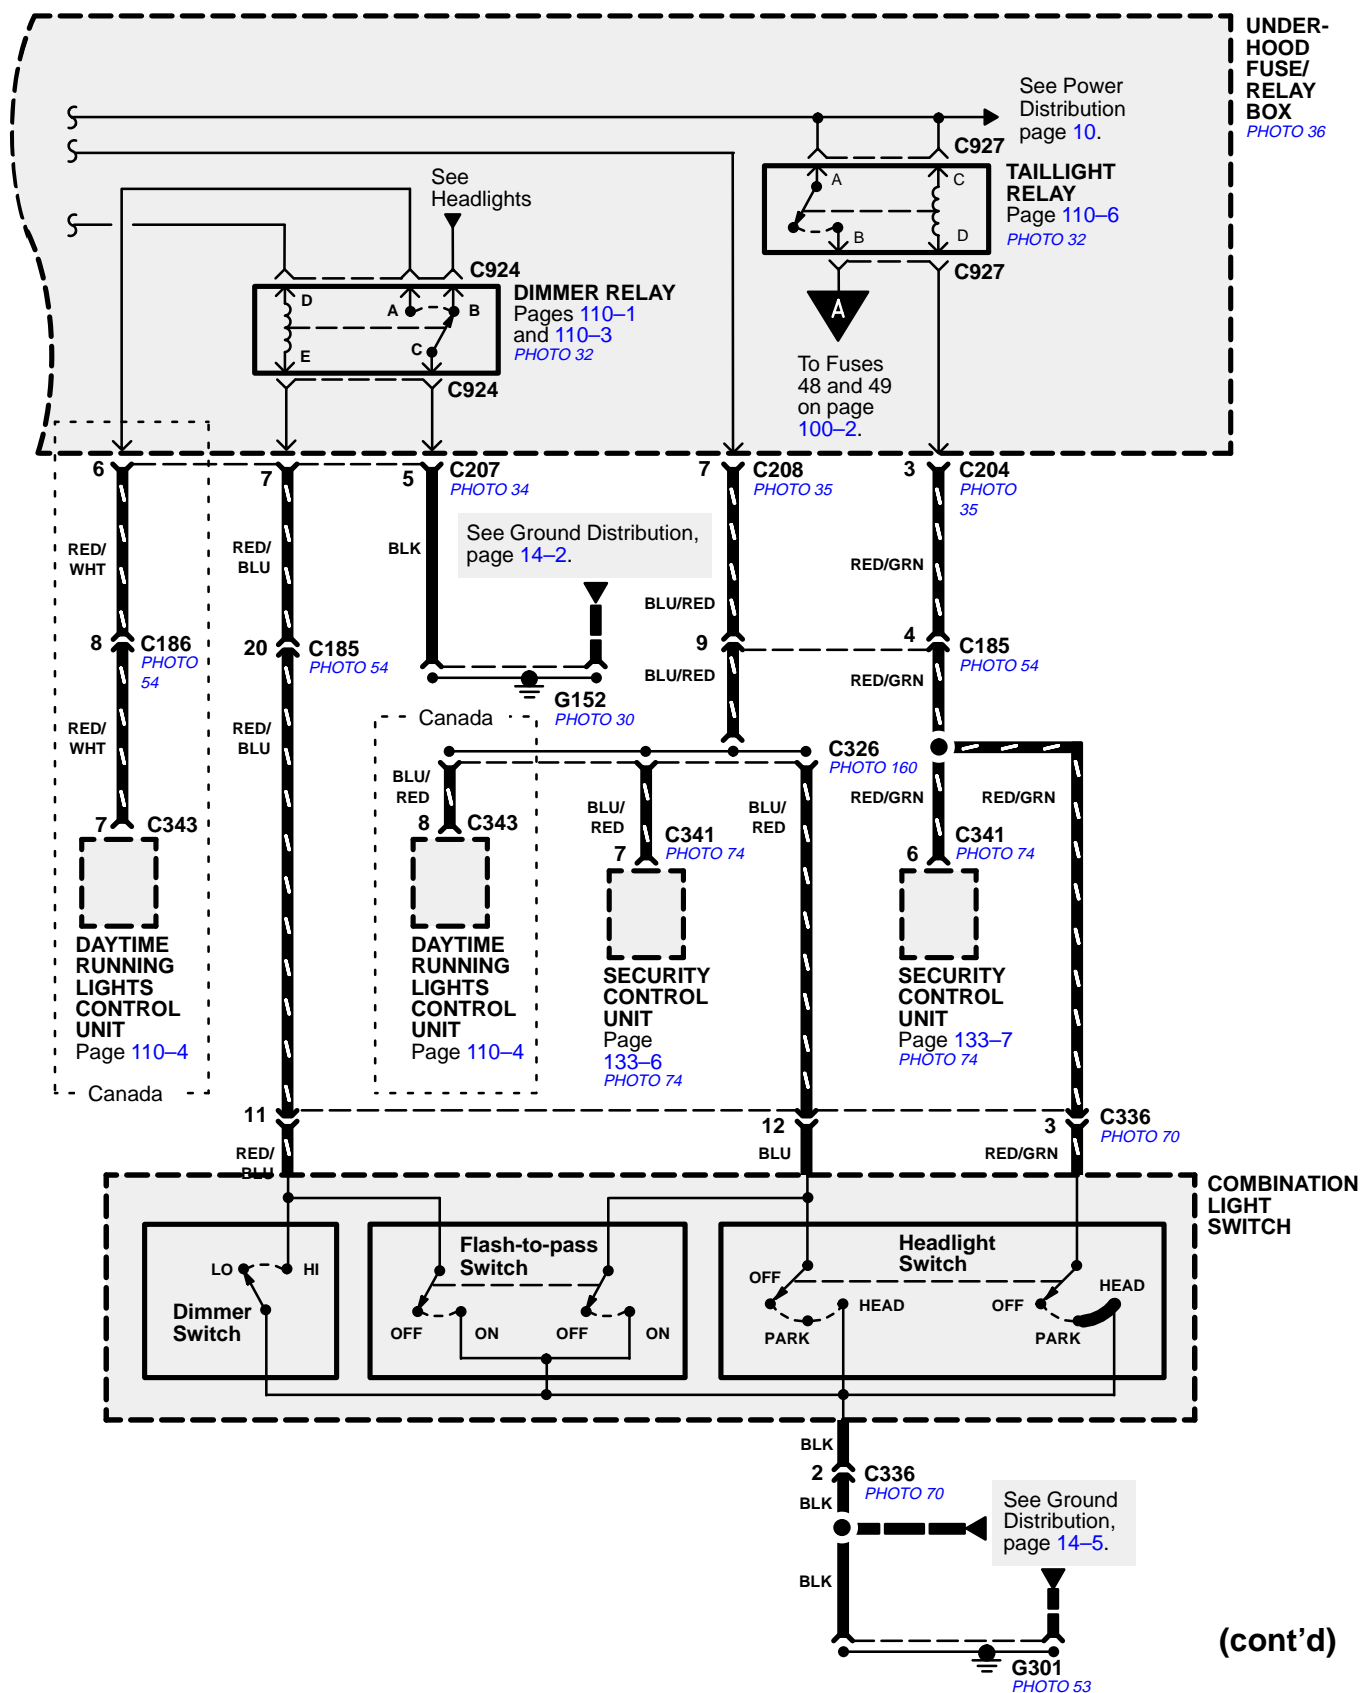 UNDER-
HOOD
FUSE/
RELAY
BOX
PHOTO 36
See Power
Distribution
page 10.
C927
TAILLIGHT
RELAY
Page 110–6
PHOTO 32
A
C
B
D
C927
A
To Fuses
48 and 49
on page
100–2.
See
Headlights
C924
DIMMER RELAY
Pages 110–1
and 110–3
PHOTO 32
D
A
B
E
C
C924
6
7
5
C207
PHOTO 34
7
C208
PHOTO 35
3
C204
PHOTO
35
RED/
WHT
RED/
BLU
BLK
See Ground Distribution,
page 14–2.
BLU/RED
RED/GRN
8
C186
PHOTO
54
20
C185
PHOTO 54
9
4
C185
PHOTO 54
BLU/RED
RED/GRN
G152
PHOTO 30
RED/
WHT
RED/
BLU
Canada
C326
PHOTO 160
BLU/
RED
BLU/
RED
BLU/
RED
RED/GRN
RED/GRN
7
C343
8
C343
7
C341
PHOTO 74
6
C341
PHOTO 74
DAYTIME
RUNNING
LIGHTS
CONTROL
UNIT
Page 110–4
Canada
DAYTIME
RUNNING
LIGHTS
CONTROL
UNIT
Page 110–4
SECURITY
CONTROL
UNIT
Page
133–6
PHOTO 74
SECURITY
CONTROL
UNIT
Page 133–7
PHOTO 74
11
12
3
C336
PHOTO 70
RED/
BLU
BLU
RED/GRN
COMBINATION
LIGHT
SWITCH
LO
HI
Dimmer
Switch
Flash-to-pass
Switch
OFF
ON
OFF
ON
Headlight
Switch
OFF
HEAD
PARK
OFF
HEAD
PARK
BLK
2
C336
PHOTO 70
BLK
See Ground
Distribution,
page 14–5.
BLK
G301
PHOTO 53
(cont’d)